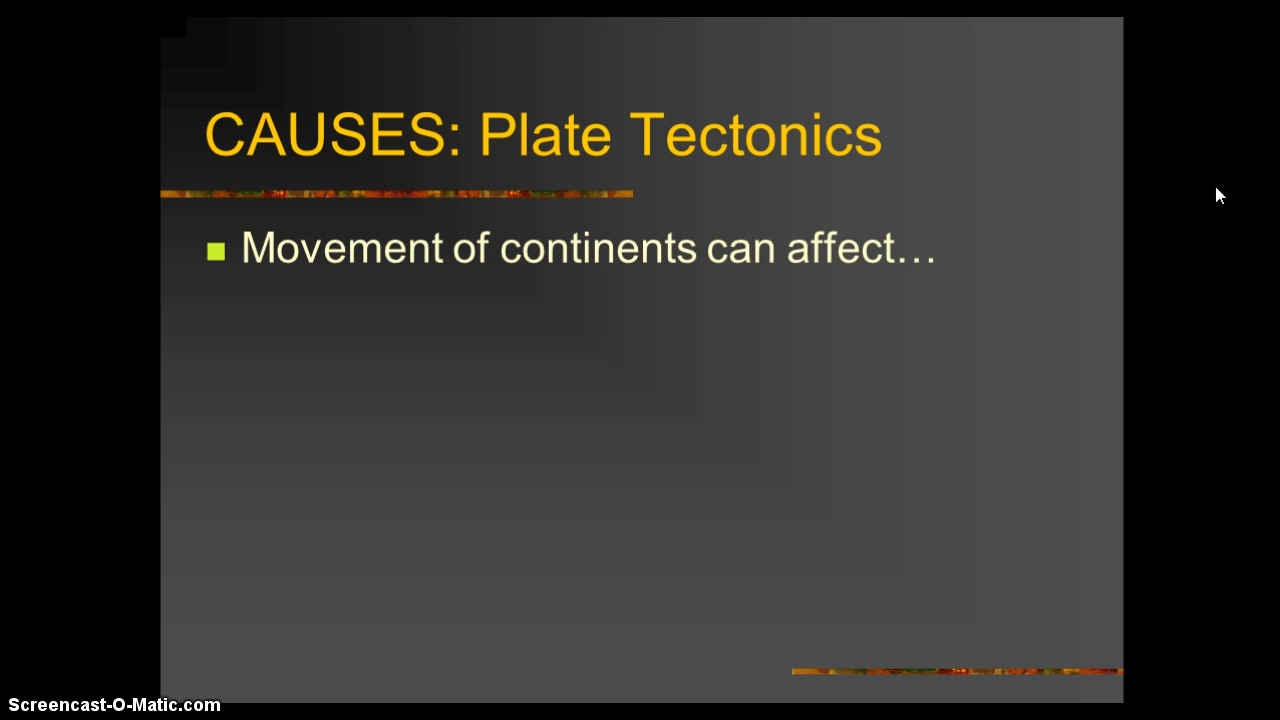 CAUSES: Plate Tectonics
Movement of continents can affect…
Screencast-O-Matic.com